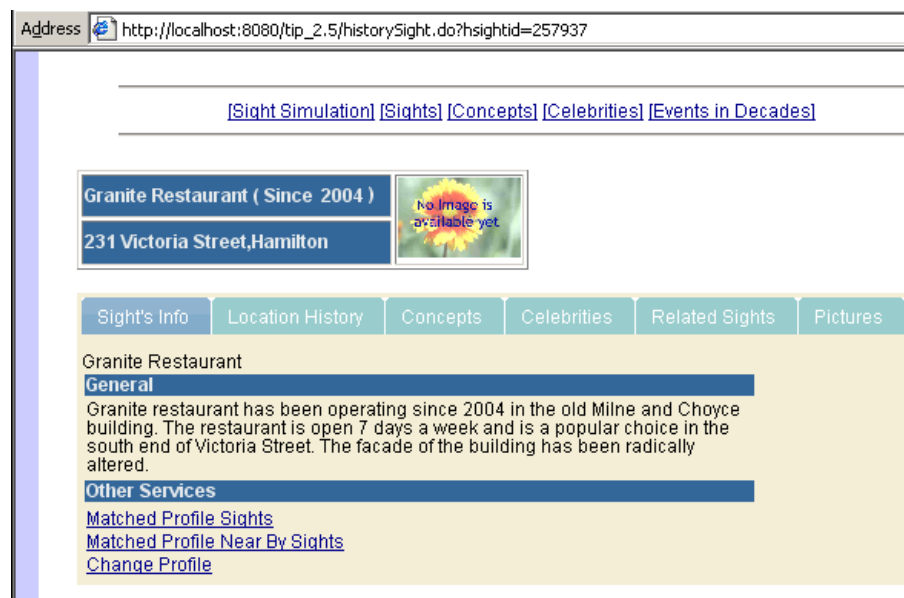 Address http://localhost:8080/tip_2.5/historySight.do?hsightid=257937
[Sight Simulation] [Sights] [Concepts] [Celebrities] [Events in Decades]
Granite Restaurant ( Since 2004 )
No Image is
available yet
231 Victoria Street,Hamilton
Sight's Info Location History Concepts Celebrities Related Sights Pictures
Granite Restaurant
General
Granite restaurant has been operating since 2004 in the old Milne and Choyce
building. The restaurant is open 7 days a week and is a popular choice in the
south end of Victoria Street. The facade of the building has been radically
altered.
Other Services
Matched Profile Sights
Matched Profile Near By Sights
Change Profile